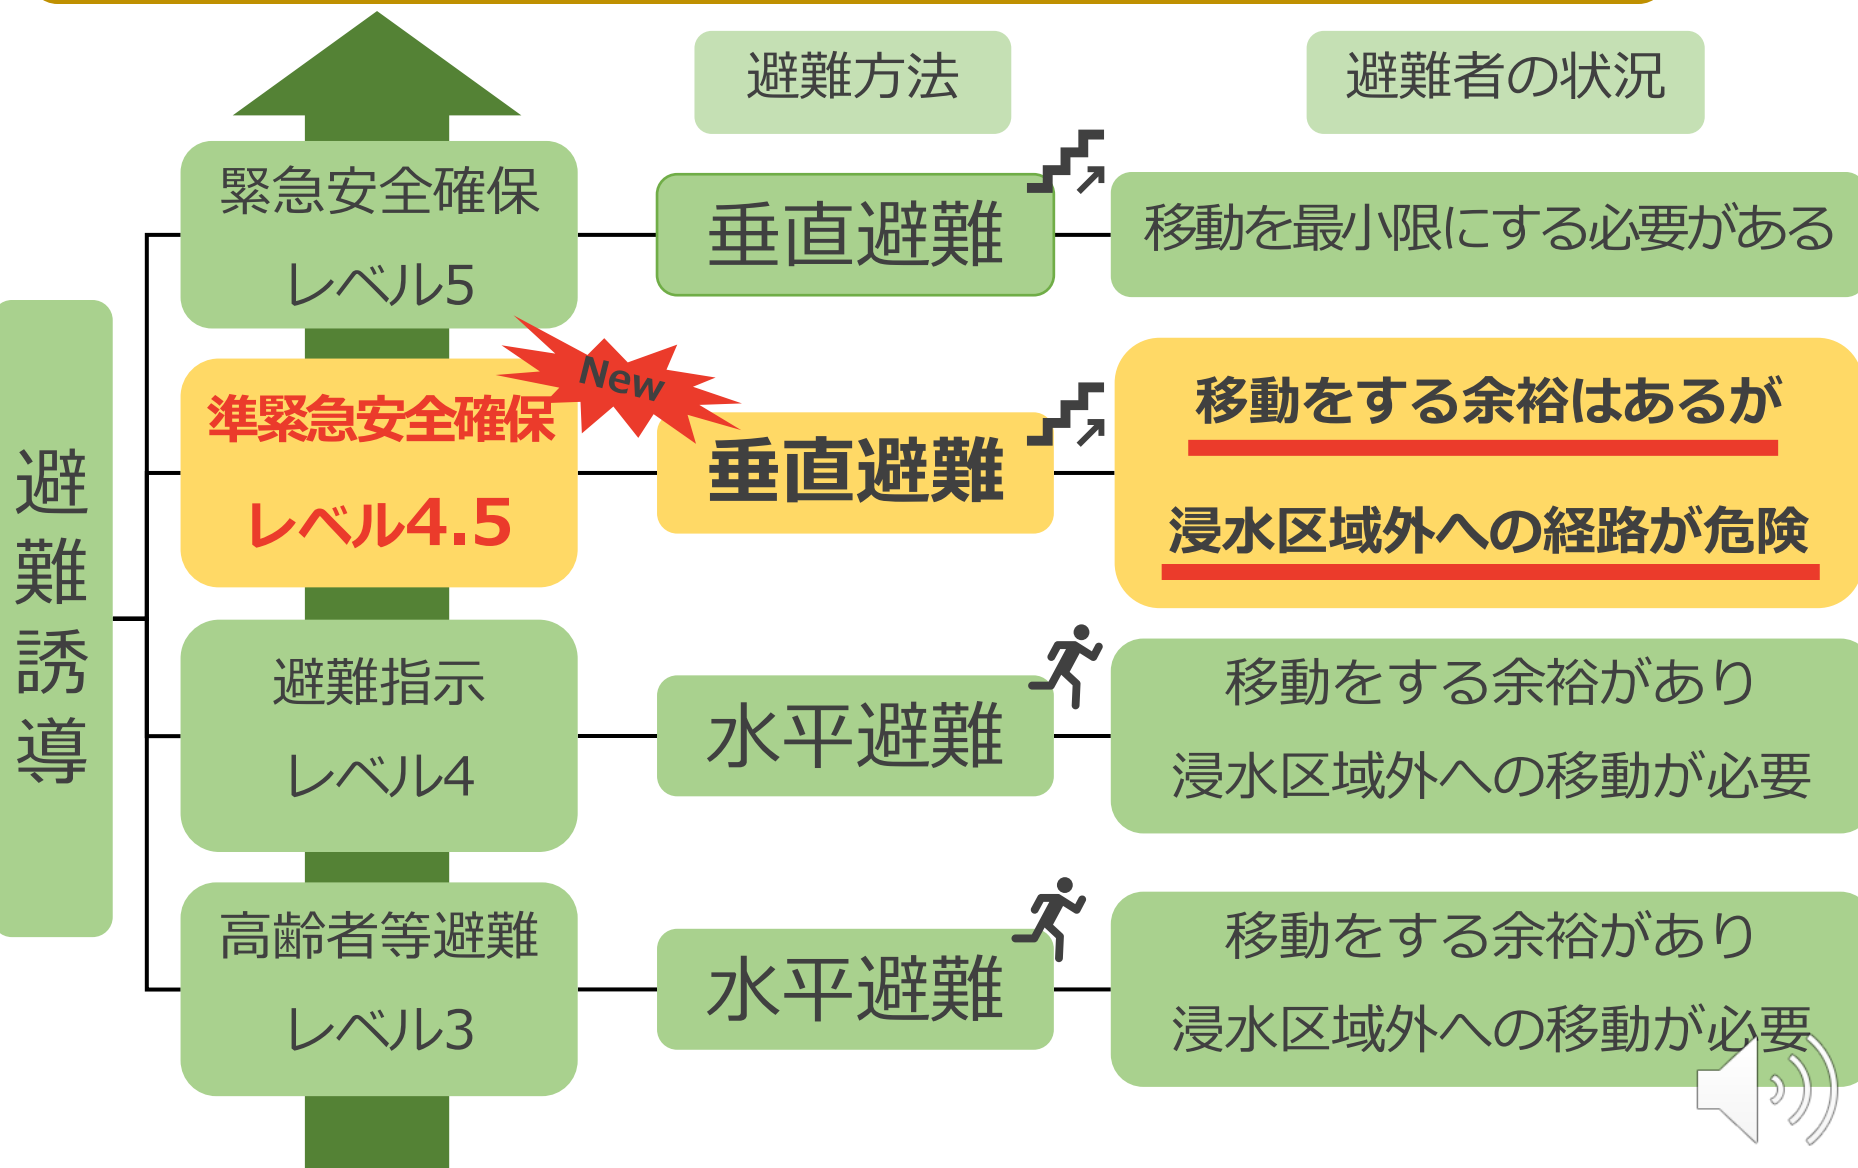 避難方法
避難者の状況
避難誘導
緊急安全確保
レベル5
垂直避難
移動を最小限にする必要がある
New
準緊急安全確保
レベル4.5
垂直避難
移動をする余裕はあるが
浸水区域外への経路が危険
避難指示
レベル4
水平避難
移動をする余裕があり
浸水区域外への移動が必要
高齢者等避難
レベル3
水平避難
移動をする余裕があり
浸水区域外への移動が必要